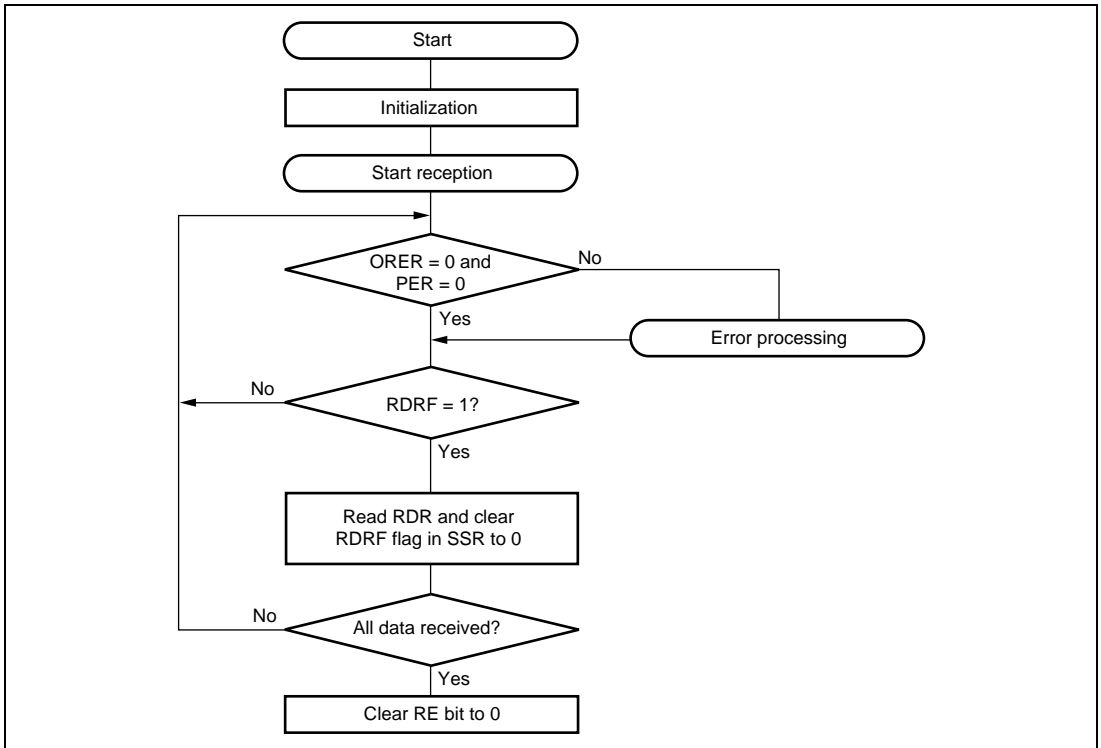 Start
Initialization
Start reception
ORER = 0 and
PER = 0
No
Yes
Error processing
No
RDRF = 1?
Yes
Read RDR and clear
RDRF flag in SSR to 0
No
All data received?
Yes
Clear RE bit to 0